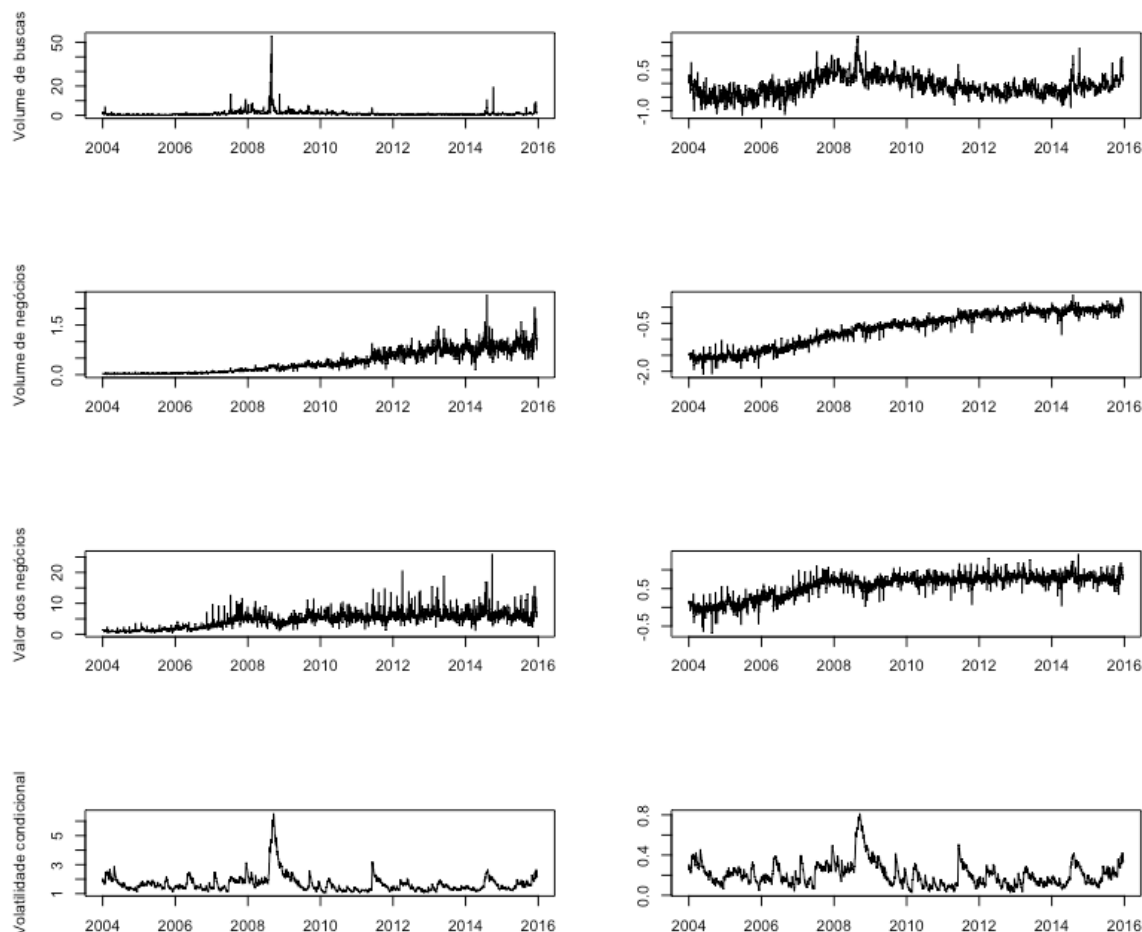 Volume de buscas
0 20 50
2004 2006 2008 2010 2012 2014 2016
-1.0 0.5
2004 2006 2008 2010 2012 2014 2016
Volume de negócios
0.0 1.5
2004 2006 2008 2010 2012 2014 2016
-2.0 -0.5
2004 2006 2008 2010 2012 2014 2016
Valor dos negócios
0 10 20
2004 2006 2008 2010 2012 2014 2016
-0.5 0.5
2004 2006 2008 2010 2012 2014 2016
Volatilidade condicional
1 3 5
2004 2006 2008 2010 2012 2014 2016
0.0 0.4 0.8
2004 2006 2008 2010 2012 2014 2016